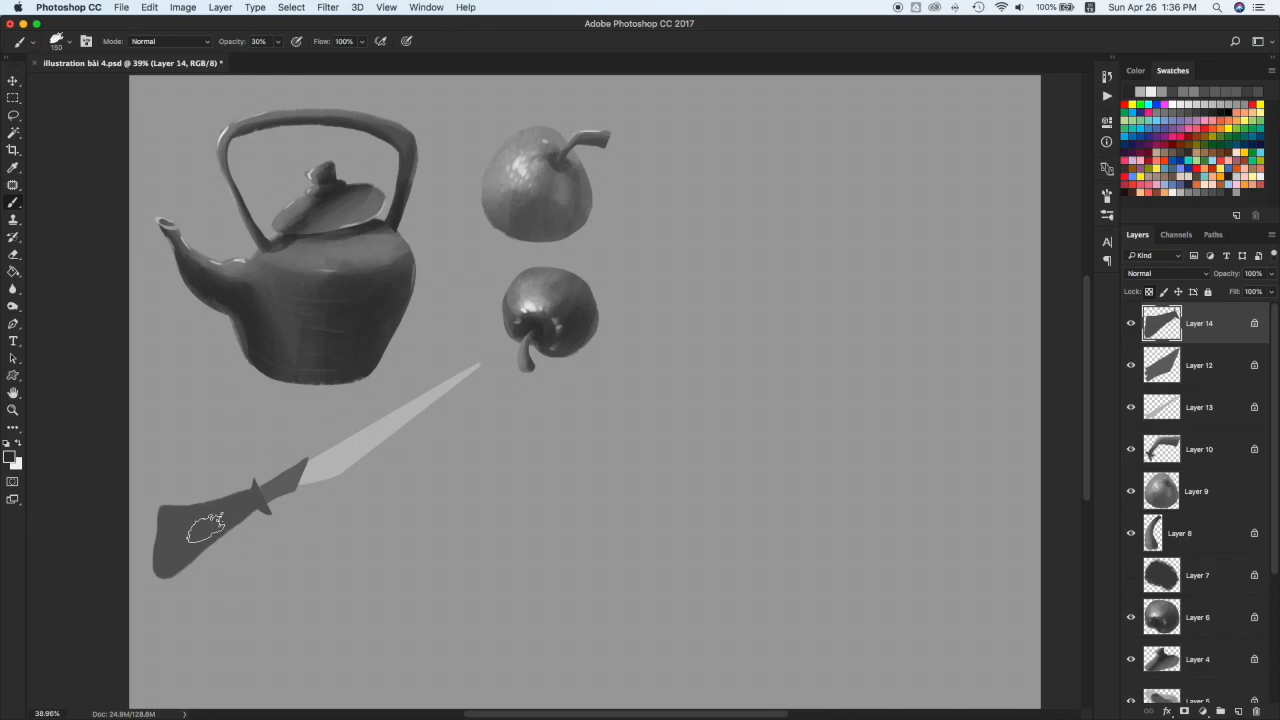 Photoshop CC File Edit Image Layer Type Select Filter 3D View Window Help 100% Sun Apr 26 1:36 PM
Adobe Photoshop CC 2017
150 Mode: Normal Opacity: 30% Flow: 100%
illustration bài 4.psd @ 39% (Layer 14, RGB/8) *
Color Swatches
Layers Channels Paths
Kind
Normal Opacity: 100%
Lock: Fill: 100%
Layer 14
Layer 12
Layer 13
Layer 10
Layer 9
Layer 8
Layer 7
Layer 6
Layer 4
Layer 5
38.96% Doc: 24.9M/128.8M